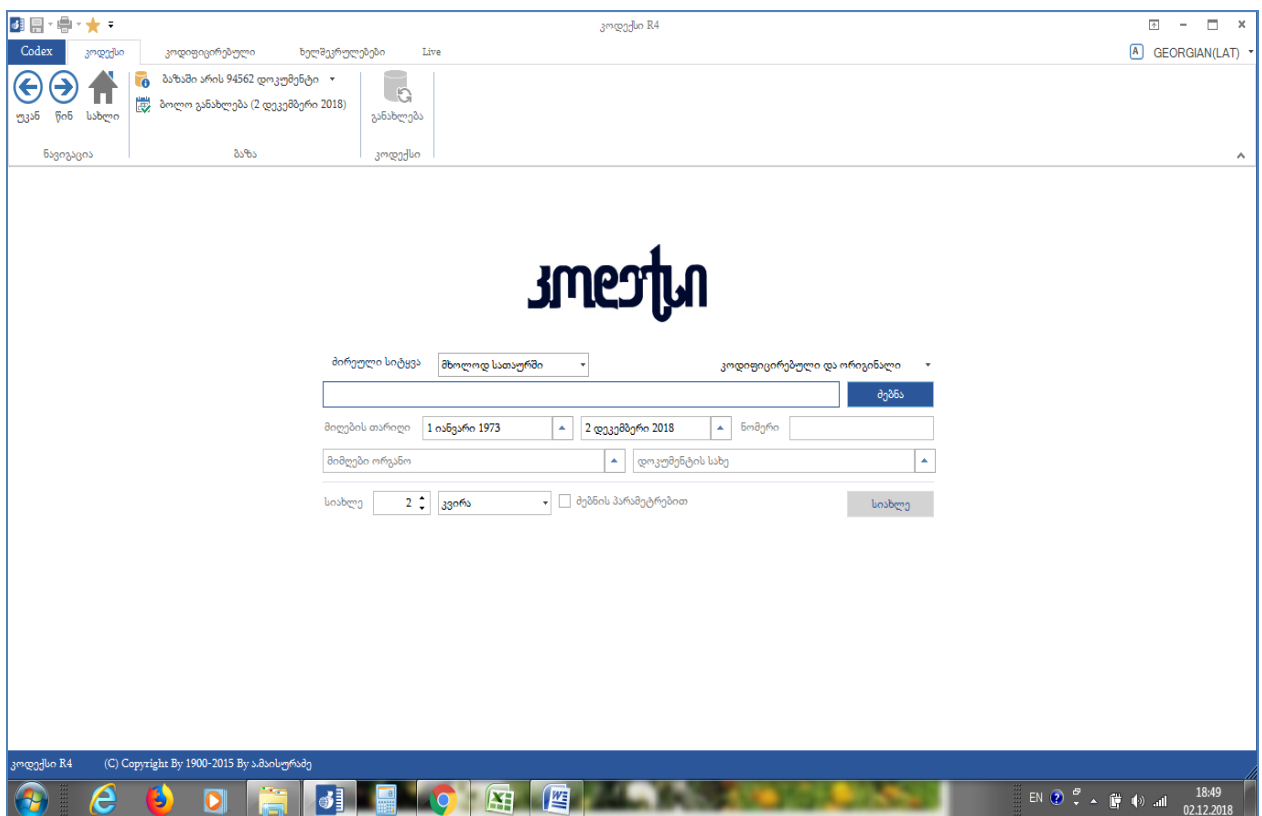 კოდექსი R4
Codex კოდექსი კოდიფიცირებული ხელშეკრულებები Live
A GEORGIAN(LAT)
ბაზაში არის 94562 დოკუმენტი
ბოლო განახლება (2 დეკემბერი 2018)
უკან წინ სახლი
განახლება
ნავიგაცია ბაზა კოდექსი
კოდექსი
ძირეული სიტყვა მხოლოდ სათაურში კოდიფიცირებული და ორიგინალი
ძებნა
მიღების თარიღი 1 იანვარი 1973 2 დეკემბერი 2018 ნომერი
მიმღები ორგანო დოკუმენტის სახე
სიახლე 2 კვირა ძებნის პარამეტრებით სიახლე
კოდექსი R4 (C) Copyright By 1900-2015 By ა.მაისურაძე
EN 18:49
02.12.2018